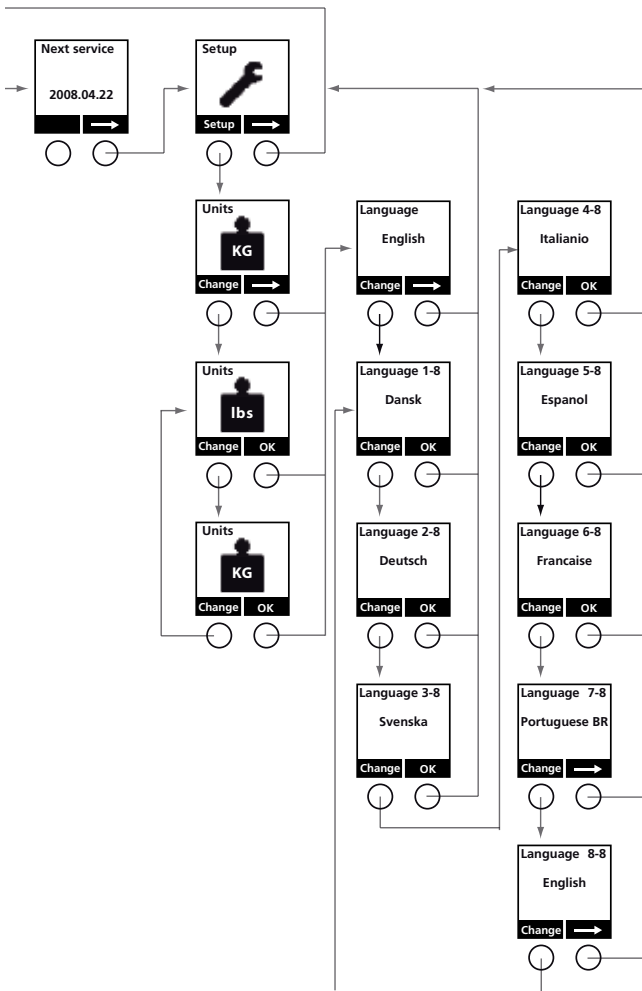 Next service
2008.04.22
Setup
Setup
Units
KG
Change
Units
lbs
Change OK
Units
KG
Change OK
Language
English
Change
Language 1-8
Dansk
Change OK
Language 2-8
Deutsch
Change OK
Language 3-8
Svenska
Change OK
Language 4-8
Italianio
Change OK
Language 5-8
Espanol
Change OK
Language 6-8
Francaise
Change OK
Language 7-8
Portuguese BR
Change
Language 8-8
English
Change